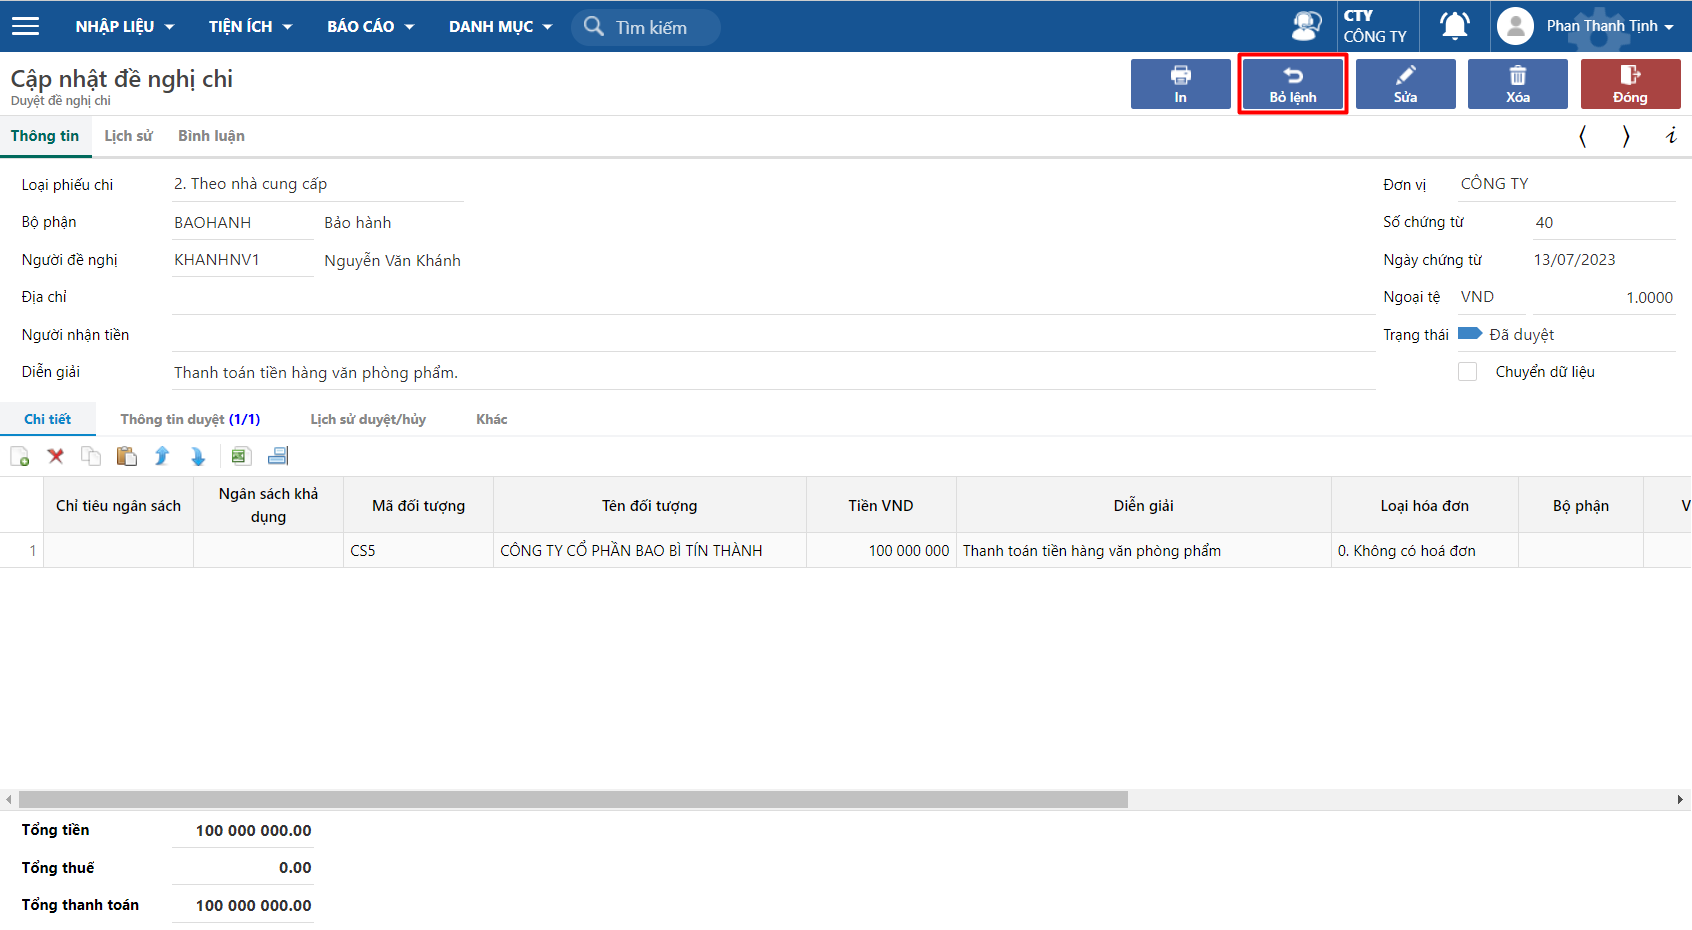 NHẬP LIỆU TIỆN ÍCH BÁO CÁO DANH MỤC Tìm kiếm CTY CÔNG TY Phan Thanh Tịnh
Cập nhật đề nghị chi
Duyệt đề nghị chi
In Bỏ lệnh Sửa Xóa Đóng
Thông tin Lịch sử Bình luận
Loại phiếu chi 2. Theo nhà cung cấp Đơn vị CÔNG TY
Bộ phận BAOHANH Bảo hành Số chứng từ 40
Người đề nghị KHANHNV1 Nguyễn Văn Khánh Ngày chứng từ 13/07/2023
Địa chỉ Ngoại tệ VND 1.0000
Người nhận tiền Trạng thái Đã duyệt
Diễn giải Thanh toán tiền hàng văn phòng phẩm. Chuyển dữ liệu
Chi tiết Thông tin duyệt (1/1) Lịch sử duyệt/hủy Khác
Chỉ tiêu ngân sách Ngân sách khả dụng Mã đối tượng Tên đối tượng Tiền VND Diễn giải Loại hóa đơn Bộ phận V
1 CS5 CÔNG TY CỔ PHẦN BAO BÌ TÍN THÀNH 100 000 000 Thanh toán tiền hàng văn phòng phẩm 0. Không có hoá đơn
Tổng tiền 100 000 000.00
Tổng thuế 0.00
Tổng thanh toán 100 000 000.00